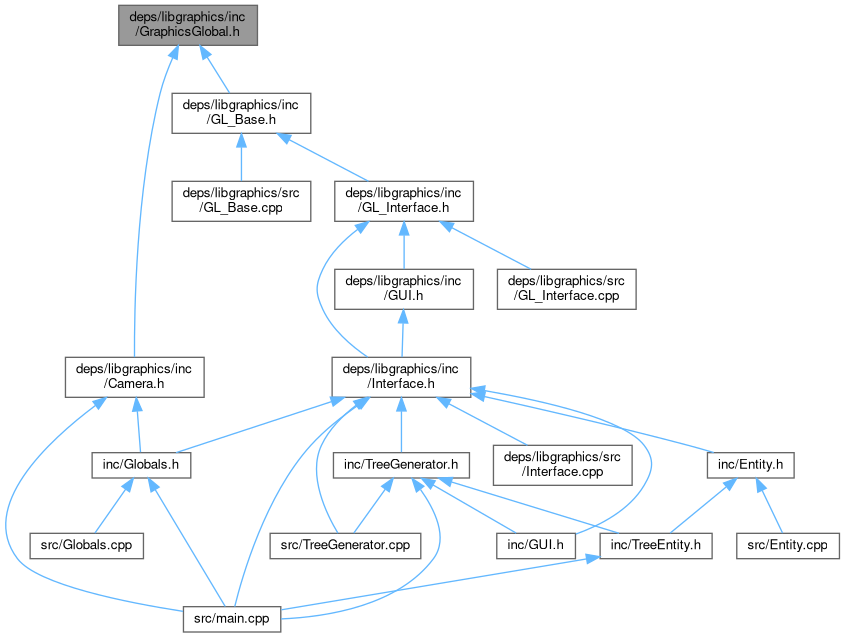 deps/libgraphics/inc
/GraphicsGlobal.h
deps/libgraphics/inc
/GL_Base.h
deps/libgraphics/src
/GL_Base.cpp
deps/libgraphics/inc
/GL_Interface.h
deps/libgraphics/inc
/GUI.h
deps/libgraphics/src
/GL_Interface.cpp
deps/libgraphics/inc
/Camera.h
deps/libgraphics/inc
/Interface.h
inc/Globals.h
inc/TreeGenerator.h
deps/libgraphics/src
/Interface.cpp
inc/Entity.h
src/Globals.cpp
src/TreeGenerator.cpp
inc/GUI.h
inc/TreeEntity.h
src/Entity.cpp
src/main.cpp